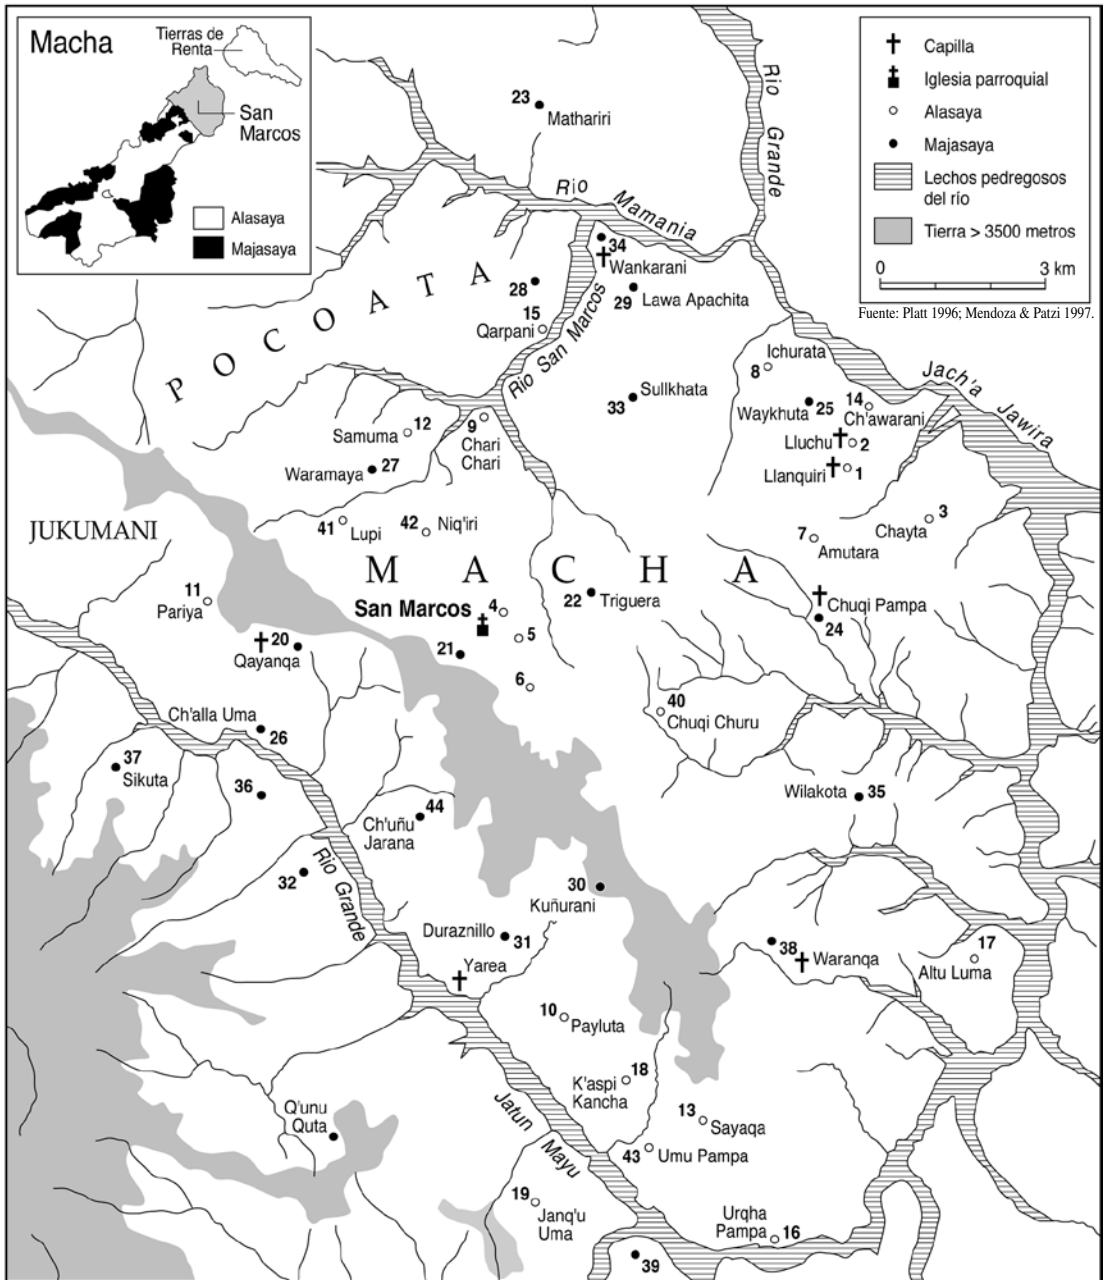 Macha
Tierras de
Renta
San
Marcos
Alasaya
Majasaya
Capilla
Iglesia parroquial
Alasaya
Majasaya
Lechos pedregosos
del río
Tierra > 3500 metros
0
3 km
Fuente: Platt 1996; Mendoza & Patzi 1997.
23
Mathariri
Rio Grande
Rio Mamania
34
Wankarani
28
29
Lawa Apachita
POCOATA
15
Qarpani
Rio San Marcos
Ichurata
8
Jach'a Jawira
Sullkhata
33
Waykhuta
25
14
Ch'awarani
12
Samuma
9
Chari
Chari
Lluchu
2
Waramaya
27
Llanquiri
1
41
Lupi
42
Niq'iri
3
Chayta
JUKUMANI
7
Amutara
MACHA
11
Pariya
San Marcos
4
22
Triguera
Chuqi Pampa
24
5
20
Qayanqa
21
6
40
Chuqi Churu
Ch'alla Uma
26
37
Sikuta
36
Wilakota
35
44
Ch'uñu
Jarana
Rio Grande
32
30
Kuñurani
Duraznillo
31
38
Waranqa
17
Altu Luma
Yarea
10
Payluta
18
K'aspi
Kancha
Jatun Mayu
Q'unu
Quta
13
Sayaqa
43
Umu Pampa
19
Janq'u
Uma
Urqha
Pampa
16
39